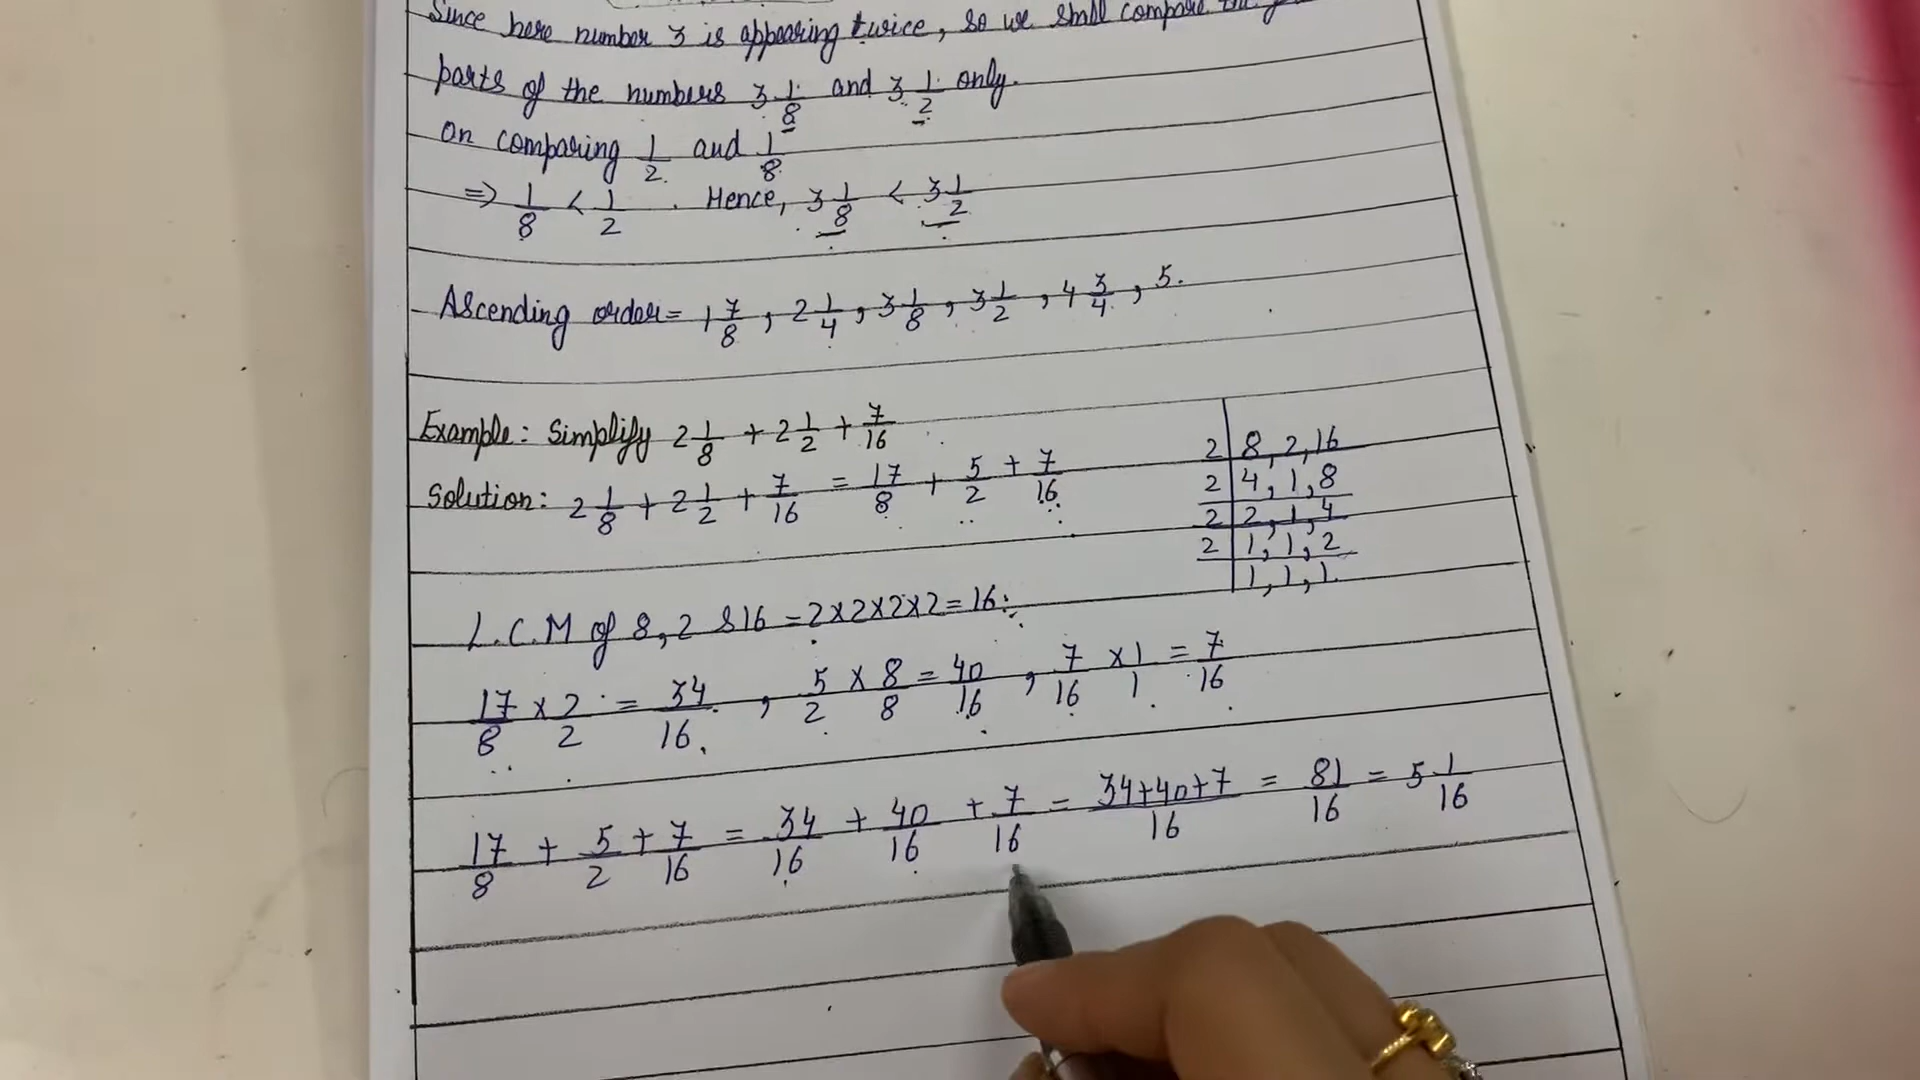 Since here number 3 is appearing twice, so we shall compare the
parts of the numbers 3 1/8 and 3 1/2 only.
on comparing 1/2 and 1/8
⇒ 1/8 < 1/2 . Hence, 3 1/8 < 3 1/2
Ascending order = 1 7/8, 2 1/4, 3 1/8, 3 1/2, 4 3/4, 5.
Example: Simplify 2 1/8 + 2 1/2 + 7/16
Solution: 2 1/8 + 2 1/2 + 7/16 = 17/8 + 5/2 + 7/16
2 | 8, 2, 16
2 | 4, 1, 8
2 | 2, 1, 4
2 | 1, 1, 2
| 1, 1, 1
L.C.M of 8, 2 & 16 = 2×2×2×2 = 16.
17/8 × 2/2 = 34/16 , 5/2 × 8/8 = 40/16 , 7/16 × 1/1 = 7/16
17/8 + 5/2 + 7/16 = 34/16 + 40/16 + 7/16 = 34+40+7/16 = 81/16 = 5 1/16